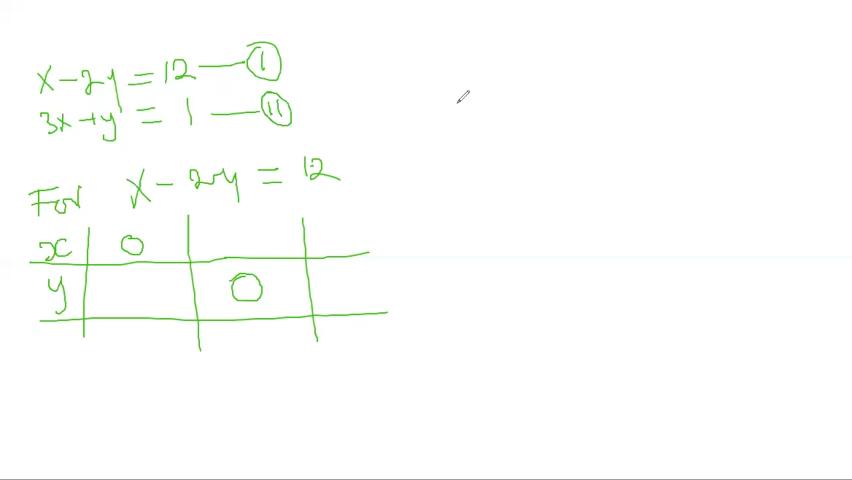 x - 2y = 12 — (I)
3x + y = 1 — (II)
For x - 2y = 12
x 0
y 0